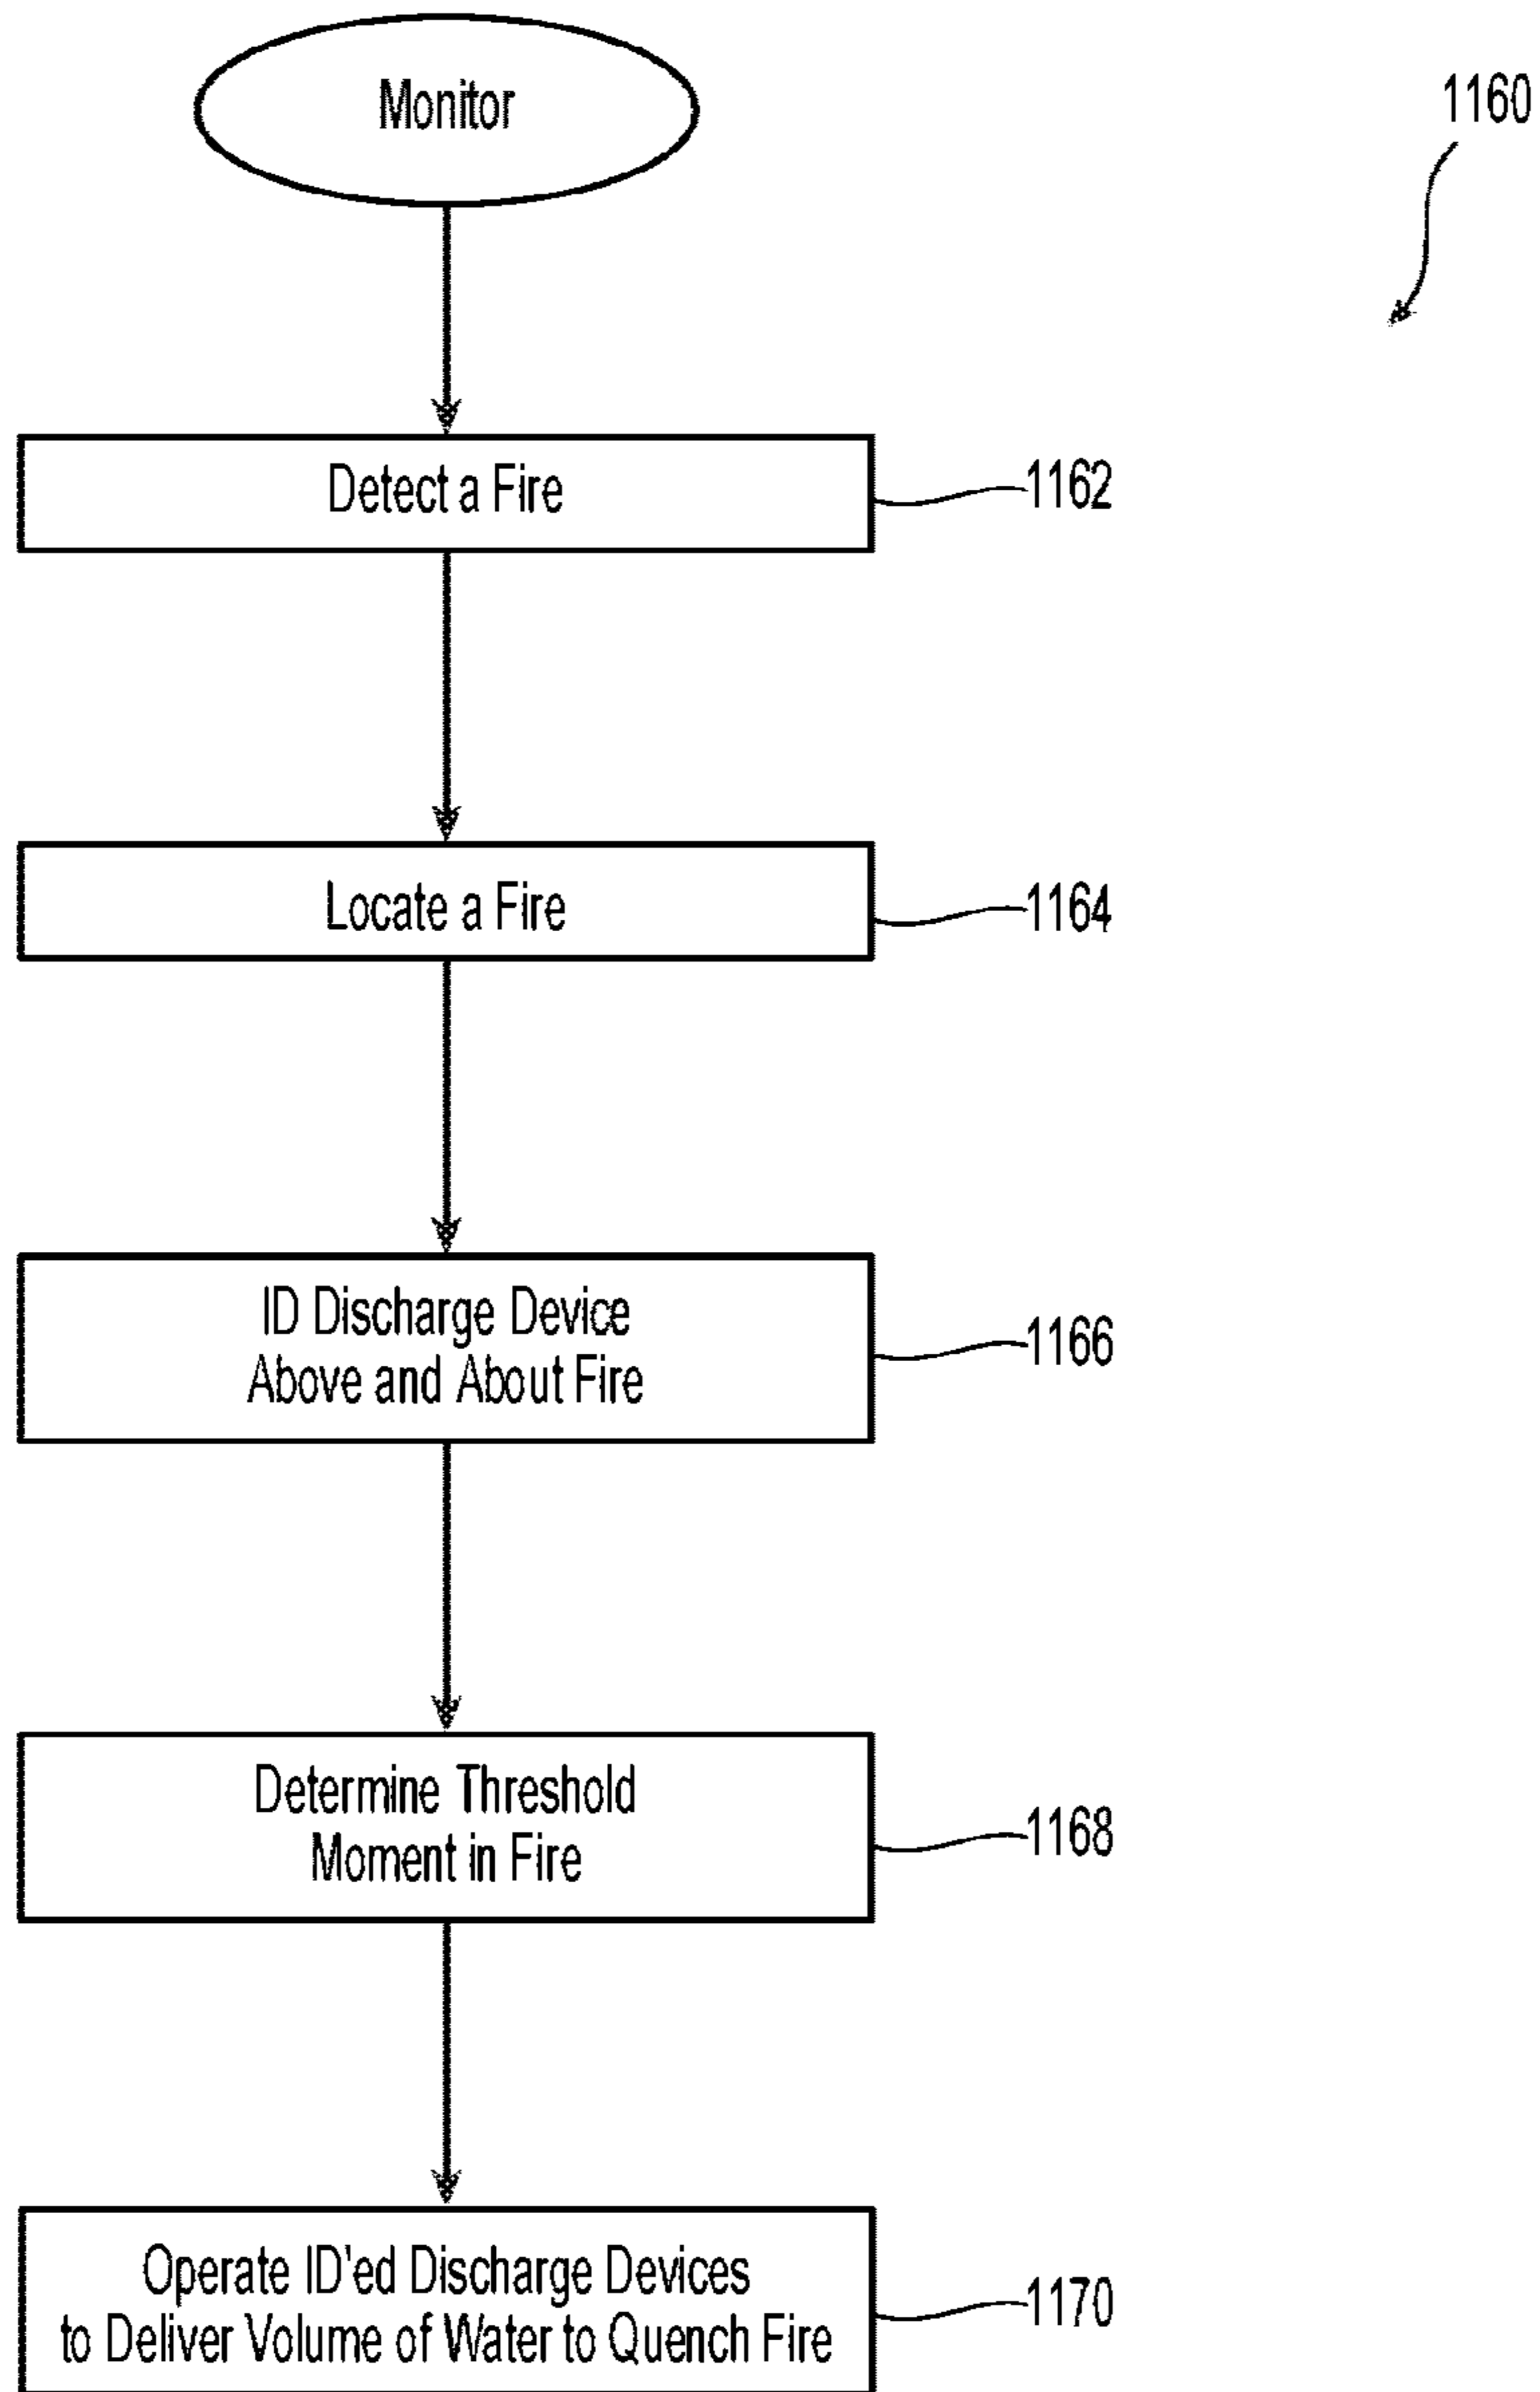 Monitor
1160
Detect a Fire
1162
Locate a Fire
1164
ID Discharge Device
Above and About Fire
1166
Determine Threshold
Moment in Fire
1168
Operate ID'ed Discharge Devices
to Deliver Volume of Water to Quench Fire
1170